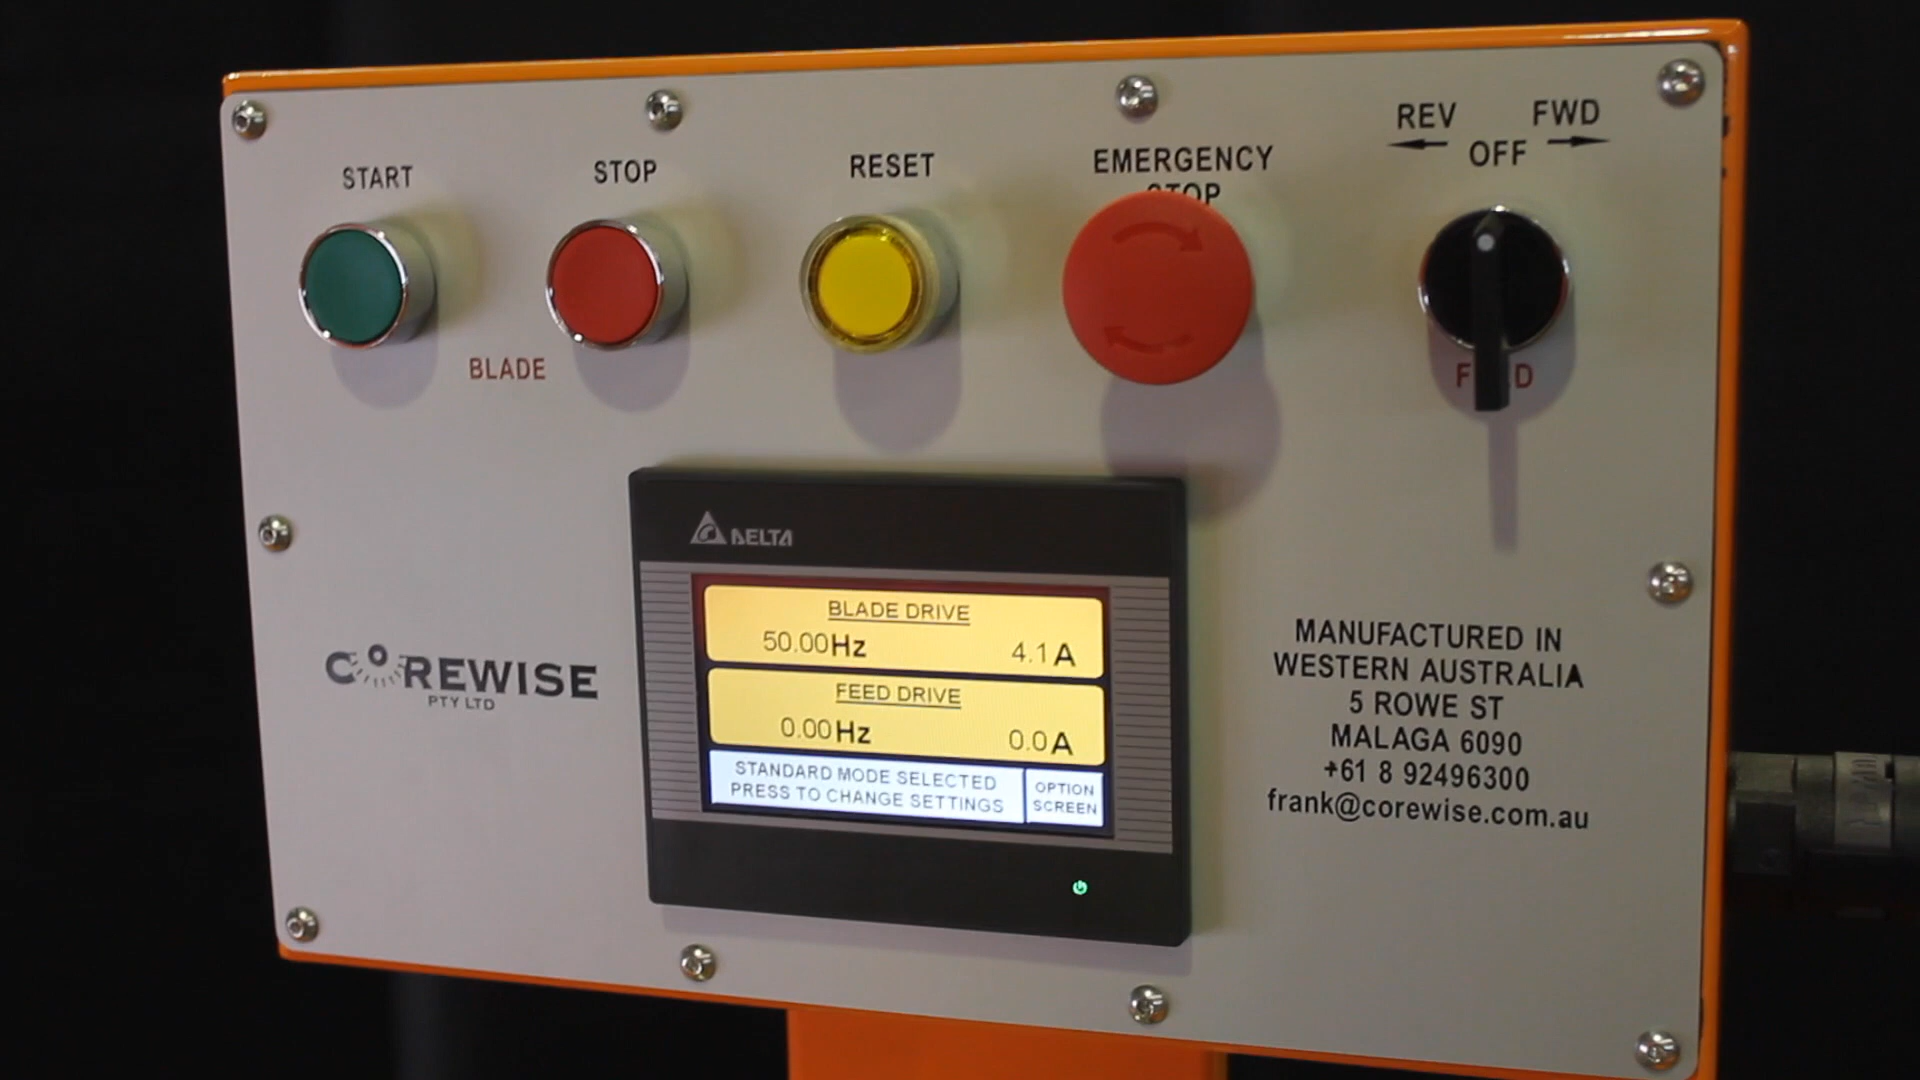 REV FWD
OFF
START
STOP
RESET
EMERGENCY
STOP
BLADE
DELTA
BLADE DRIVE
50.00Hz 4.1A
FEED DRIVE
0.00Hz 0.0A
STANDARD MODE SELECTED
PRESS TO CHANGE SETTINGS
OPTION
SCREEN
COREWISE
PTY LTD
MANUFACTURED IN
WESTERN AUSTRALIA
5 ROWE ST
MALAGA 6090
+61 8 92496300
frank@corewise.com.au